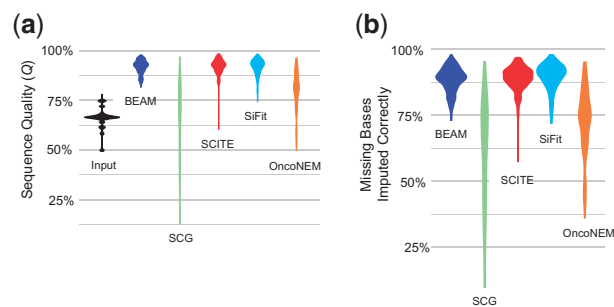 (a)
Sequence Quality (Q)
100%
75%
50%
25%
Input
BEAM
SCG
SCITE
SiFit
OncoNEM
(b)
Missing Bases
Imputed Correctly
100%
75%
50%
25%
BEAM
SCG
SCITE
SiFit
OncoNEM